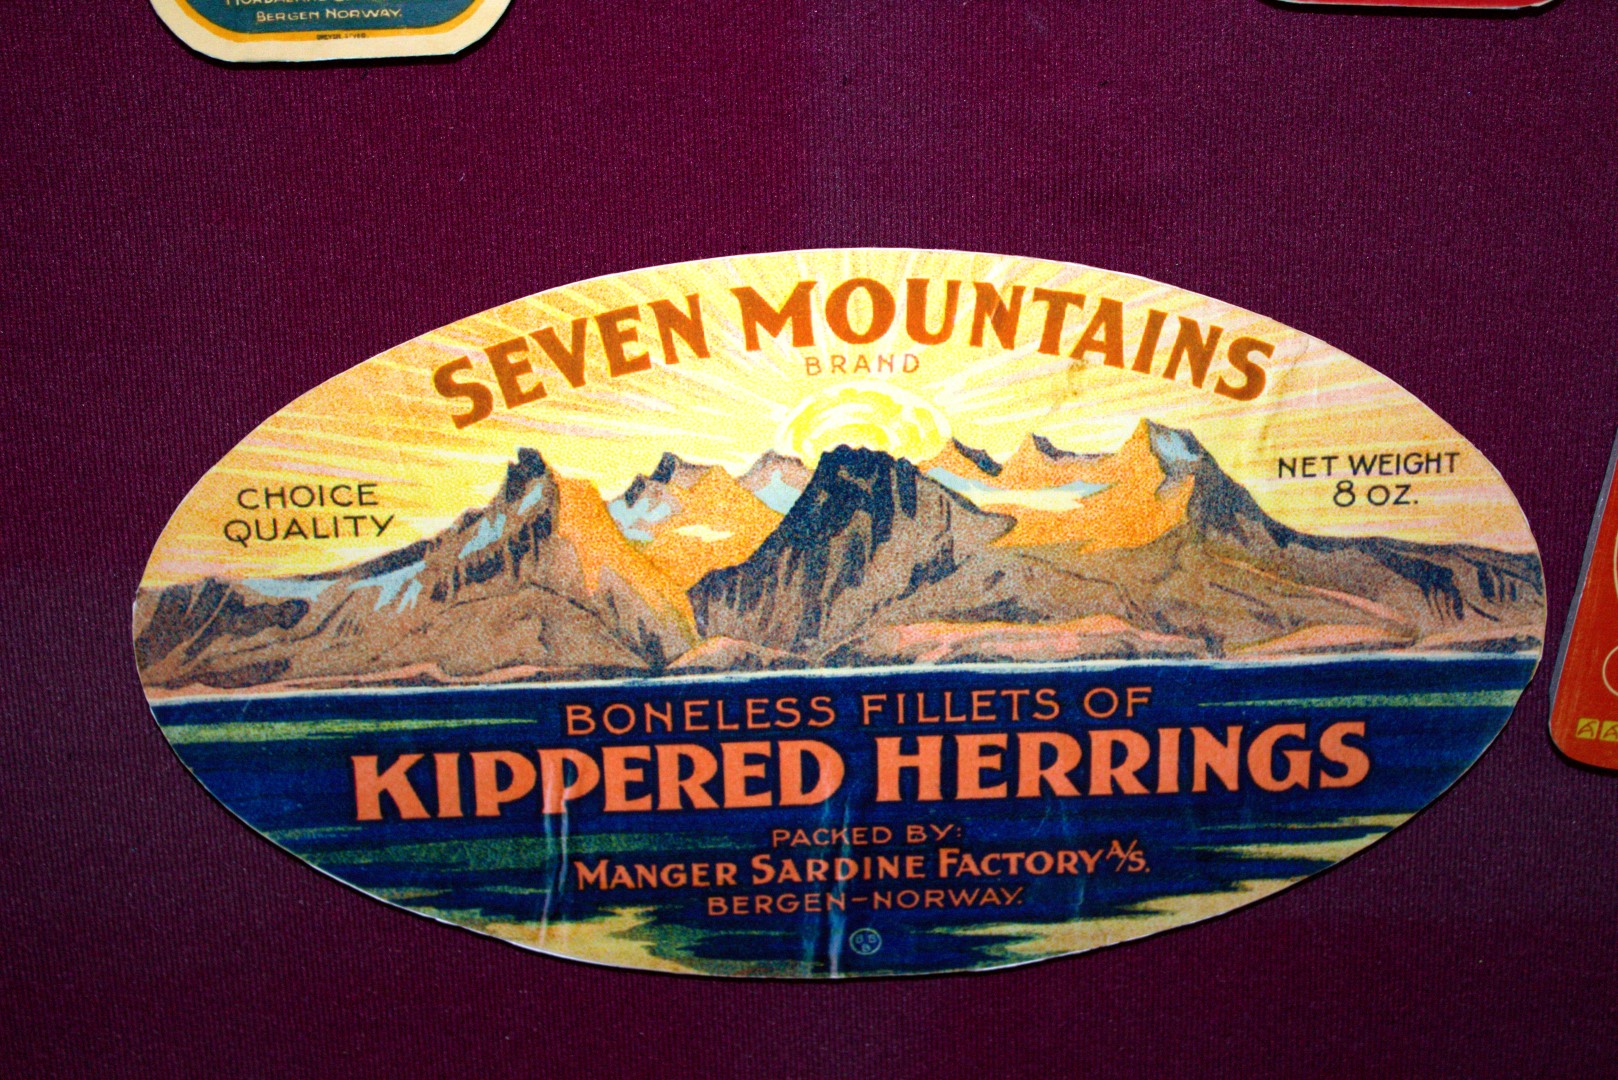 BERGEN NORWAY.
SEVEN MOUNTAINS
BRAND
CHOICE
QUALITY
NET WEIGHT
8 OZ.
BONELESS FILLETS OF
KIPPERED HERRINGS
PACKED BY:
MANGER SARDINE FACTORY A/S.
BERGEN-NORWAY.